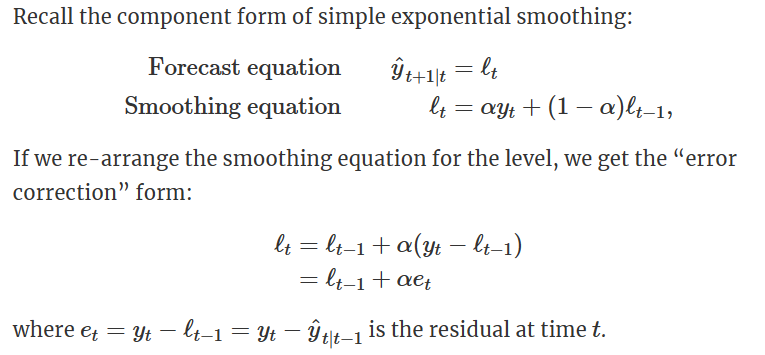 Recall the component form of simple exponential smoothing:
Forecast equation ŷ_{t+1|t} = ℓ_t
Smoothing equation ℓ_t = αy_t + (1 − α)ℓ_{t−1},
If we re-arrange the smoothing equation for the level, we get the “error
correction” form:
ℓ_t = ℓ_{t−1} + α(y_t − ℓ_{t−1})
= ℓ_{t−1} + αe_t
where e_t = y_t − ℓ_{t−1} = y_t − ŷ_{t|t−1} is the residual at time t.